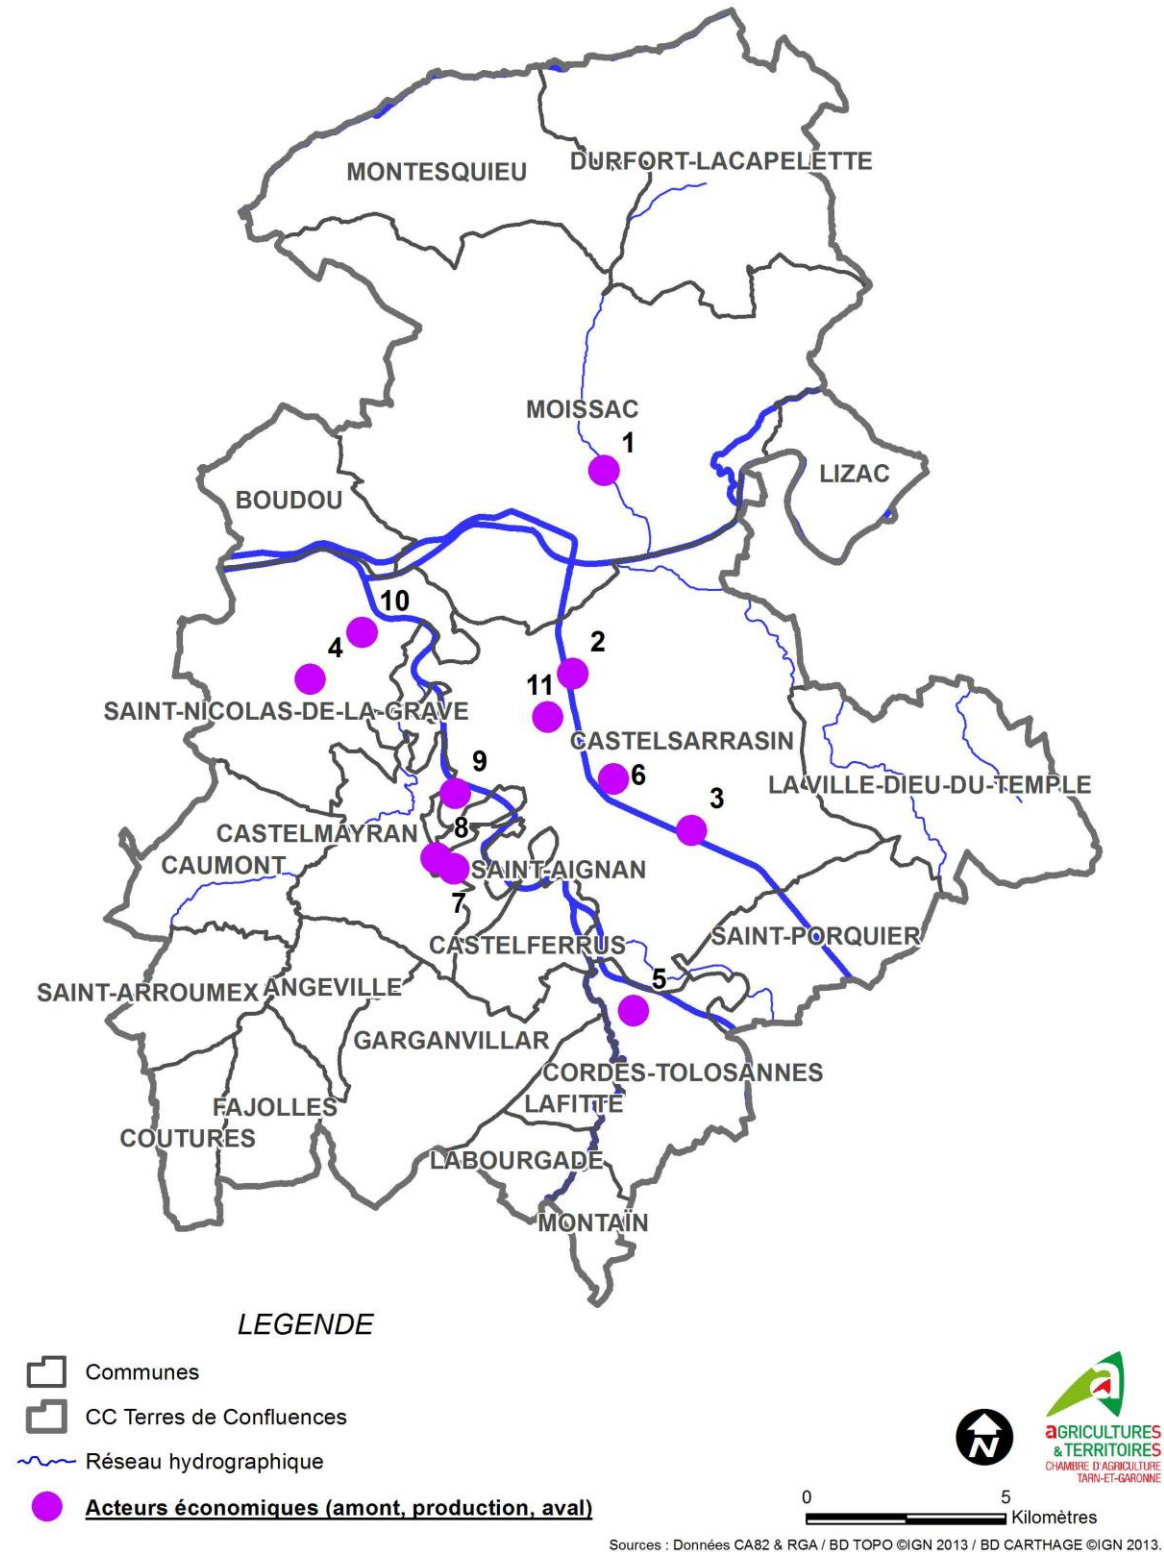 MONTESQUIEU
DURFORT-LACAPELETTE
MOISSAC
1
LIZAC
BOUDOU
10
4
2
11
SAINT-NICOLAS-DE-LA-GRAVE
CASTELSARRASIN
9
6
3
LA-VILLE-DIEU-DU-TEMPLE
CASTELMAYRAN
8
CAUMONT
SAINT-AIGNAN
7
CASTELFERRUS
SAINT-PORQUIER
SAINT-ARROUMEX
ANGEVILLE
5
GARGANVILLAR
CORDES-TOLOSANNES
LAFITTE
FAJOLLES
COUTURES
LABOURGADE
MONTAÏN
LEGENDE
Communes
CC Terres de Confluences
Réseau hydrographique
Acteurs économiques (amont, production, aval)
N
a
AGRICULTURES
& TERRITOIRES
CHAMBRE D'AGRICULTURE
TARN-ET-GARONNE
0 5
Kilomètres
Sources : Données CA82 & RGA / BD TOPO ©IGN 2013 / BD CARTHAGE ©IGN 2013.